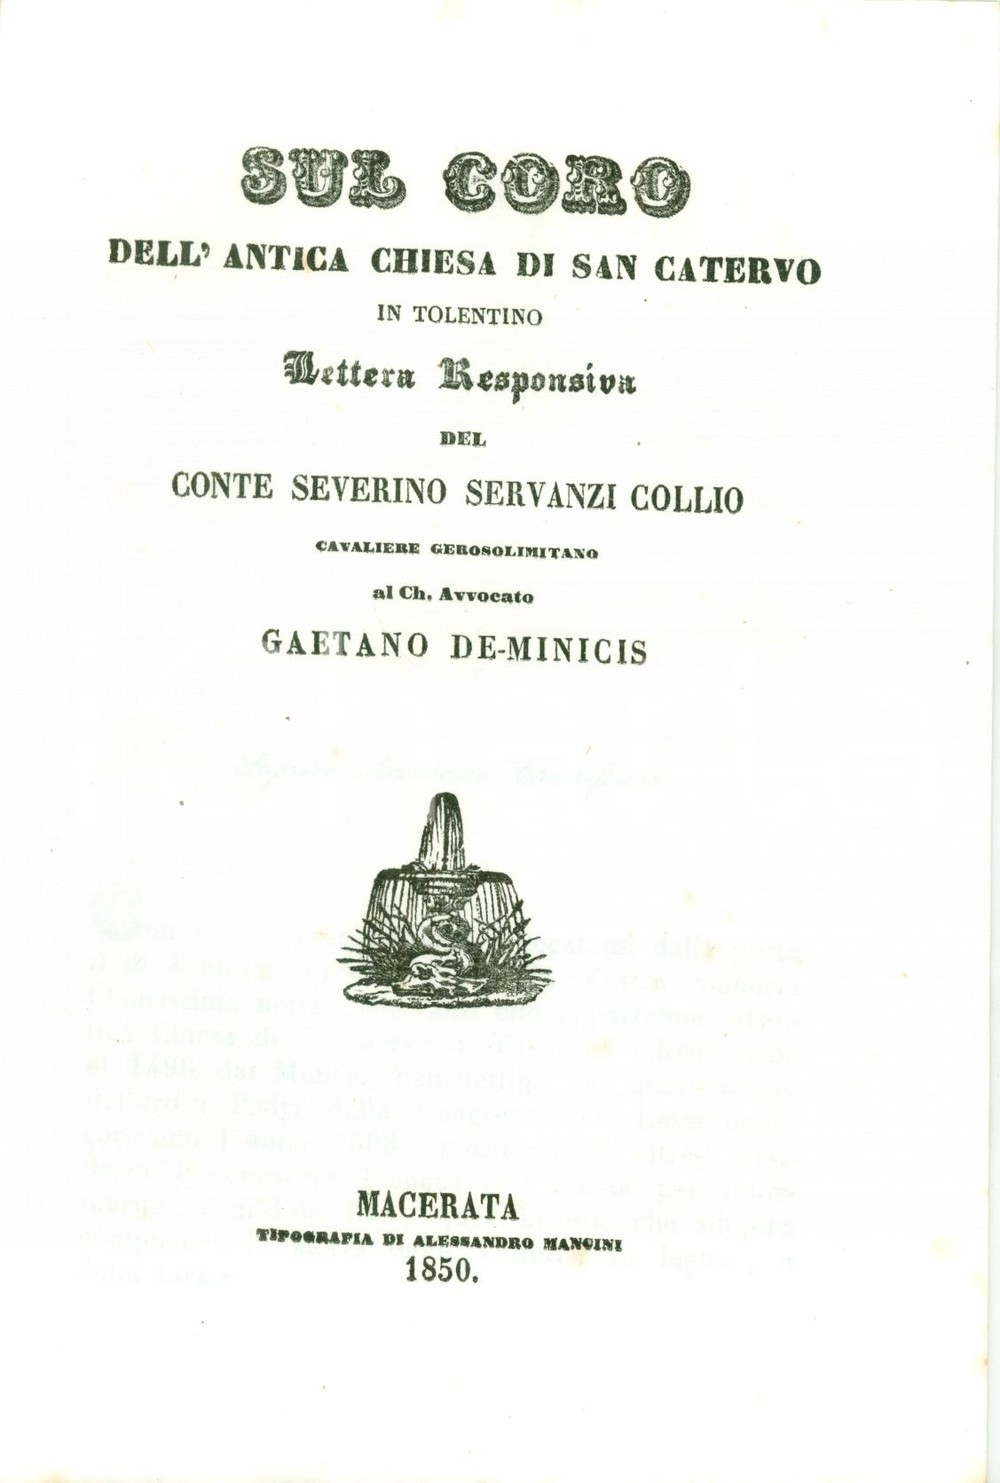 SUL CORO
DELL' ANTICA CHIESA DI SAN CATERVO
IN TOLENTINO
Lettera Responsiva
DEL
CONTE SEVERINO SERVANZI COLLIO
CAVALIERE GEROSOLIMITANO
al Ch. Avvocato
GAETANO DE-MINICIS
MACERATA
TIPOGRAFIA DI ALESSANDRO MANCINI
1850.